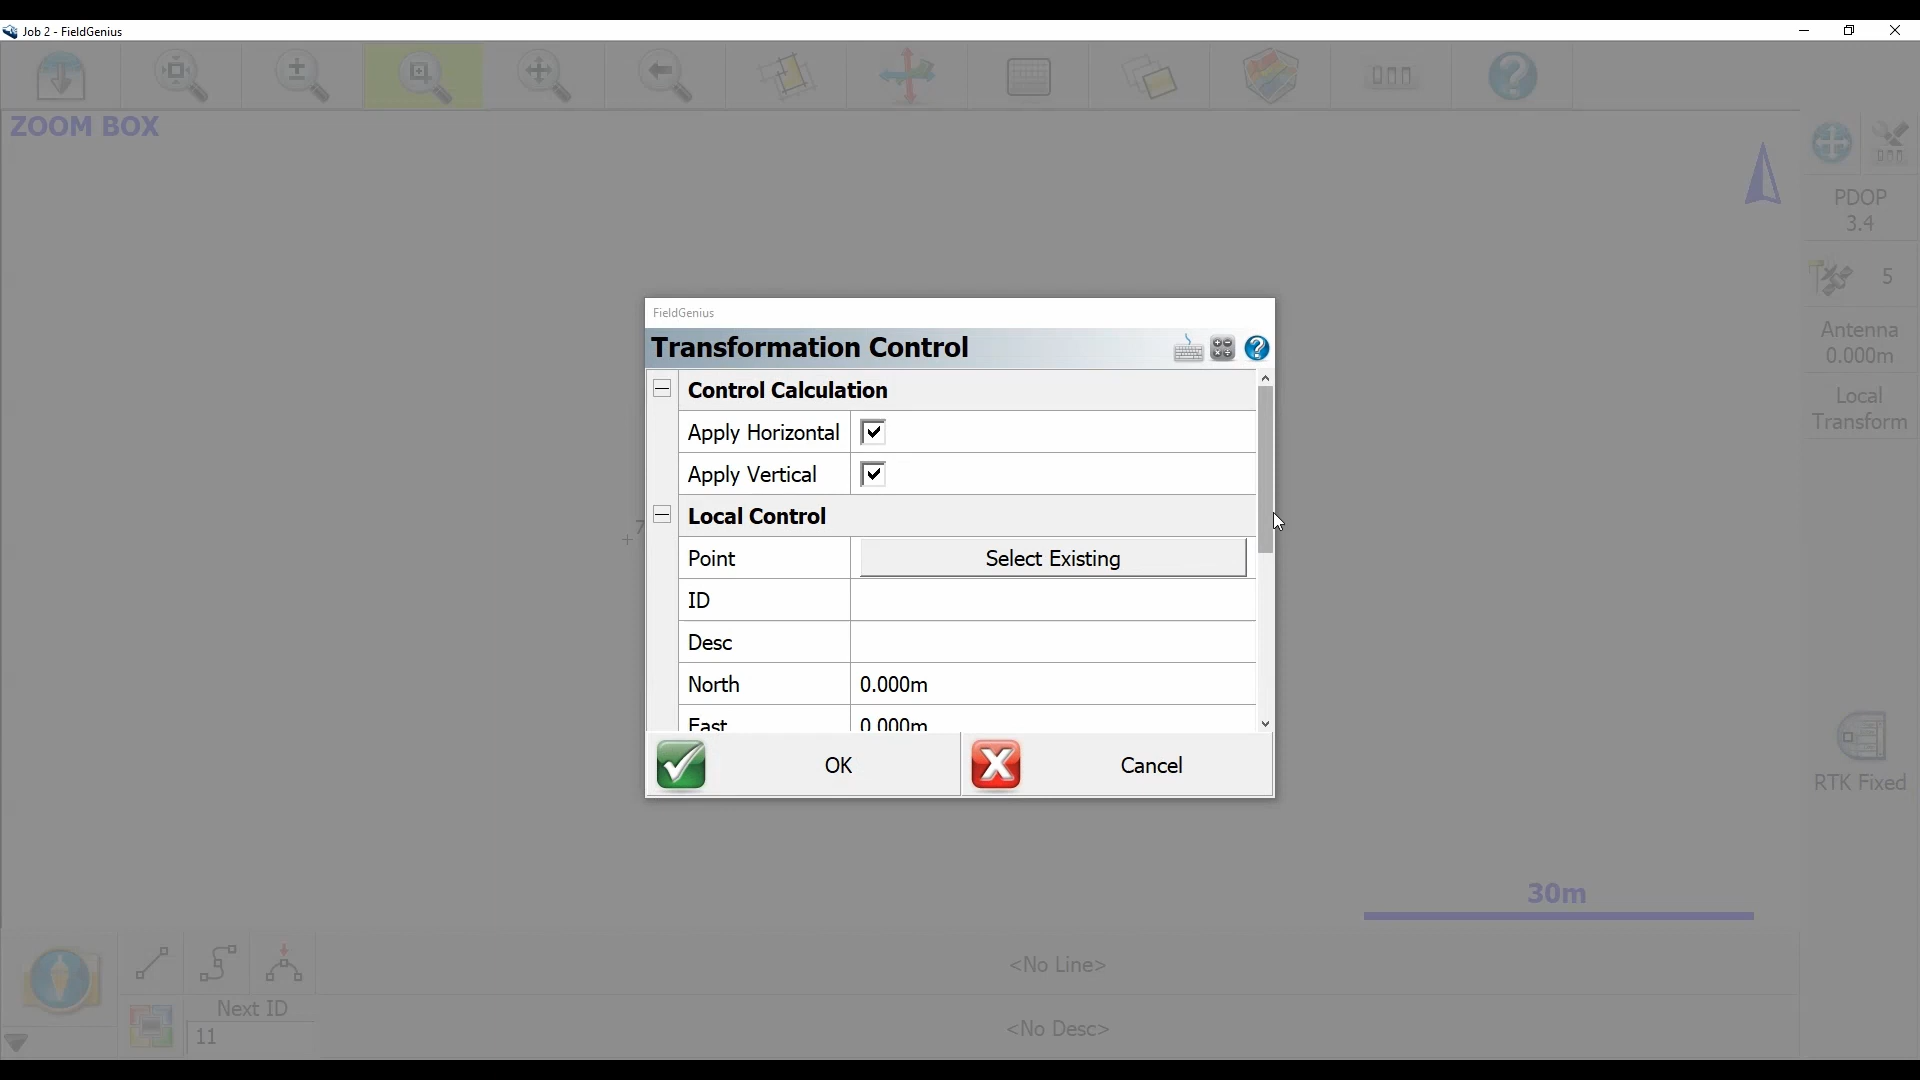 Job 2 - FieldGenius
ZOOM BOX
PDOP
3.4
5
Antenna
0.000m
Local
Transform
FieldGenius
Transformation Control
Control Calculation
Apply Horizontal
Apply Vertical
Local Control
Point
Select Existing
ID
Desc
North
0.000m
East
0.000m
OK
Cancel
7
RTK Fixed
30m
<No Line>
Next ID
11
<No Desc>